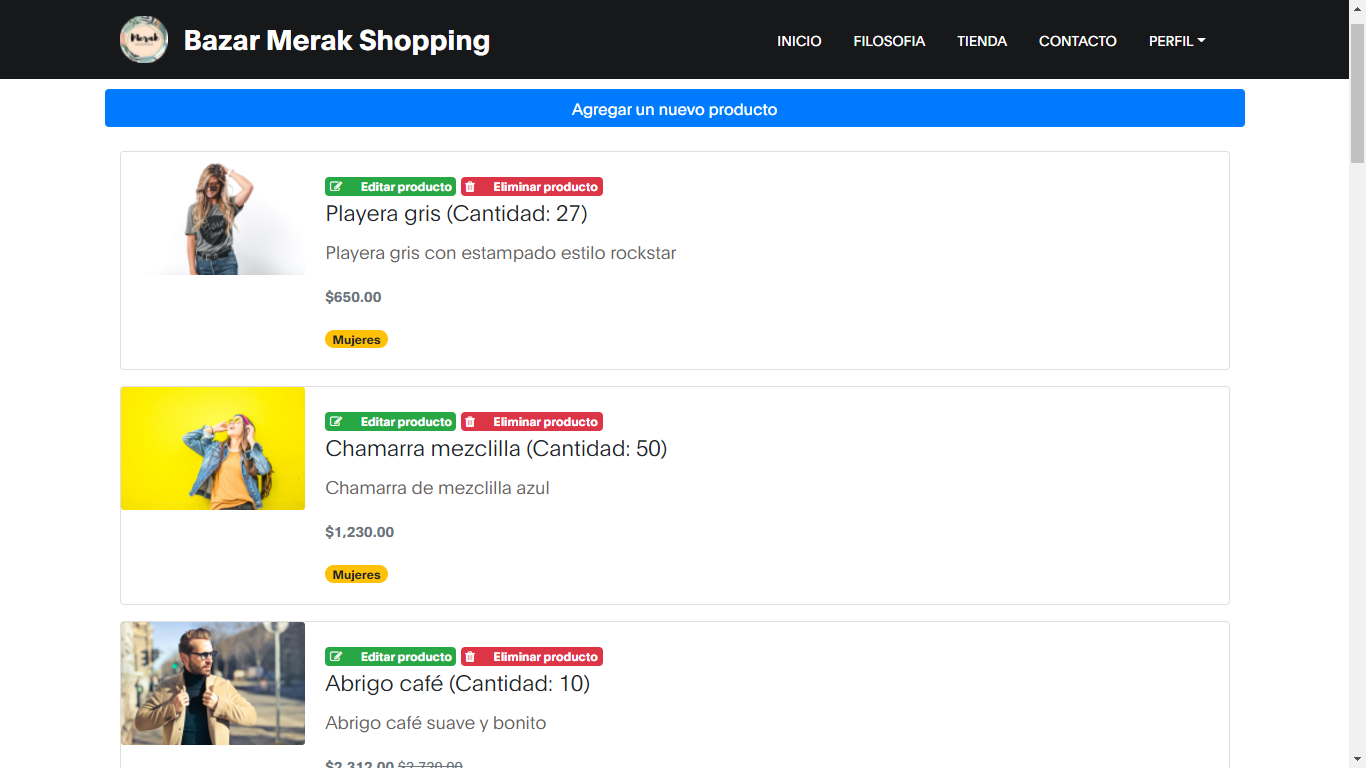 Merak
Bazar Merak Shopping
INICIO
FILOSOFIA
TIENDA
CONTACTO
PERFIL
Agregar un nuevo producto
Editar producto
Eliminar producto
Playera gris (Cantidad: 27)
Playera gris con estampado estilo rockstar
$650.00
Mujeres
Editar producto
Eliminar producto
Chamarra mezclilla (Cantidad: 50)
Chamarra de mezclilla azul
$1,230.00
Mujeres
Editar producto
Eliminar producto
Abrigo café (Cantidad: 10)
Abrigo café suave y bonito
$2,312.00 $2,720.00